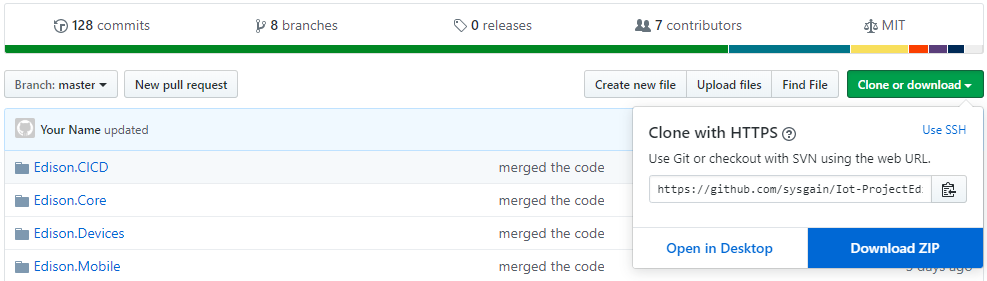 128 commits 8 branches 0 releases 7 contributors MIT
Branch: master New pull request Create new file Upload files Find File Clone or download
Your Name updated
Clone with HTTPS ? Use SSH
Use Git or checkout with SVN using the web URL.
https://github.com/sysgain/Iot-ProjectEd
Open in Desktop Download ZIP
Edison.CICD merged the code
Edison.Core merged the code
Edison.Devices merged the code
Edison.Mobile merged the code days ago